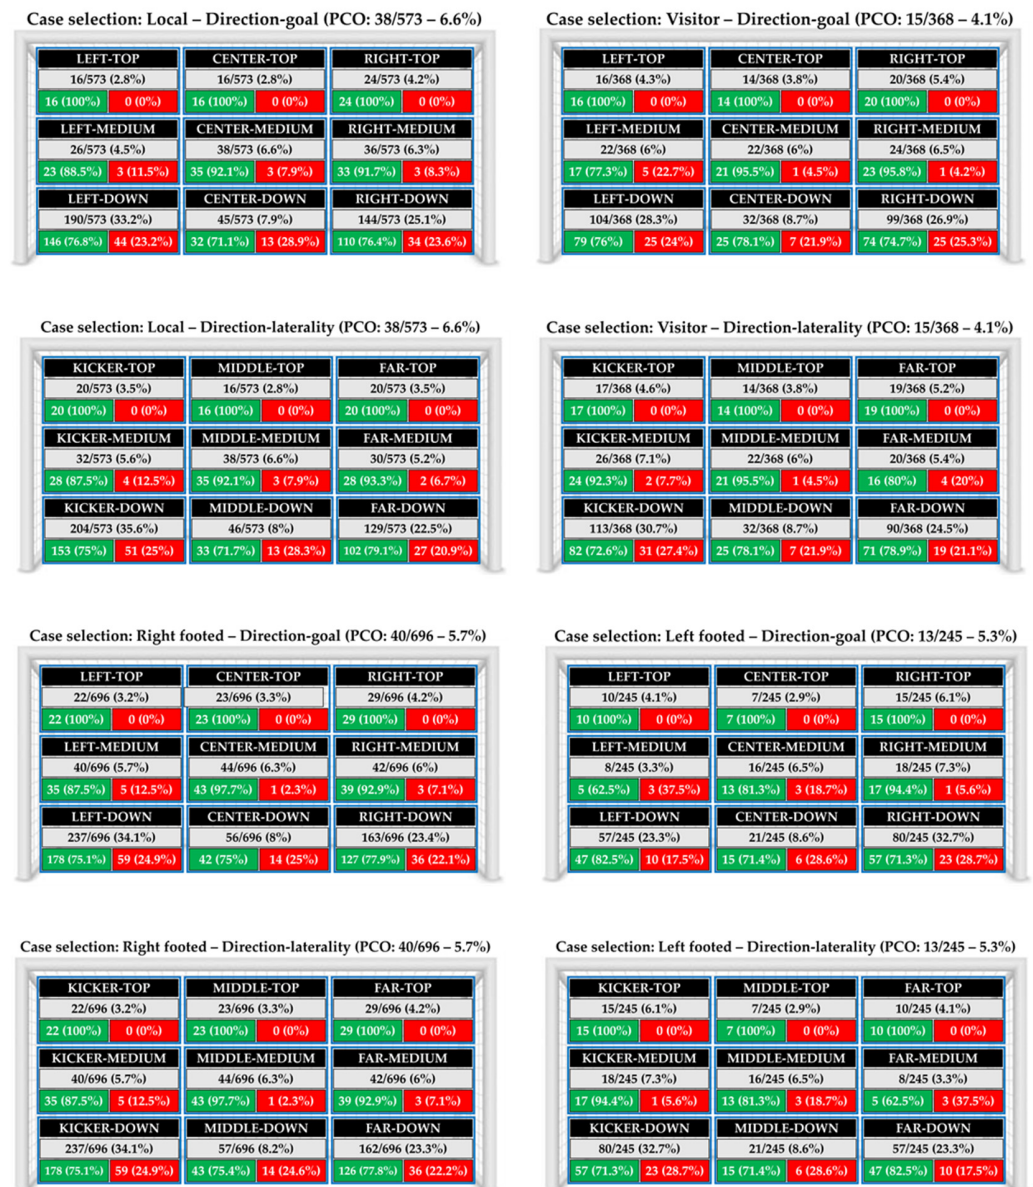 Case selection: Local – Direction-goal (PCO: 38/573 – 6.6%)
LEFT-TOP CENTER-TOP RIGHT-TOP
16/573 (2.8%) 16/573 (2.8%) 24/573 (4.2%)
16 (100%) 0 (0%) 16 (100%) 0 (0%) 24 (100%) 0 (0%)
LEFT-MEDIUM CENTER-MEDIUM RIGHT-MEDIUM
26/573 (4.5%) 38/573 (6.6%) 36/573 (6.3%)
23 (88.5%) 3 (11.5%) 35 (92.1%) 3 (7.9%) 33 (91.7%) 3 (8.3%)
LEFT-DOWN CENTER-DOWN RIGHT-DOWN
190/573 (33.2%) 45/573 (7.9%) 144/573 (25.1%)
146 (76.8%) 44 (23.2%) 32 (71.1%) 13 (28.9%) 110 (76.4%) 34 (23.6%)
Case selection: Visitor – Direction-goal (PCO: 15/368 – 4.1%)
LEFT-TOP CENTER-TOP RIGHT-TOP
16/368 (4.3%) 14/368 (3.8%) 20/368 (5.4%)
16 (100%) 0 (0%) 14 (100%) 0 (0%) 20 (100%) 0 (0%)
LEFT-MEDIUM CENTER-MEDIUM RIGHT-MEDIUM
22/368 (6%) 22/368 (6%) 24/368 (6.5%)
17 (77.3%) 5 (22.7%) 21 (95.5%) 1 (4.5%) 23 (95.8%) 1 (4.2%)
LEFT-DOWN CENTER-DOWN RIGHT-DOWN
104/368 (28.3%) 32/368 (8.7%) 99/368 (26.9%)
79 (76%) 25 (24%) 25 (78.1%) 7 (21.9%) 74 (74.7%) 25 (25.3%)
Case selection: Local – Direction-laterality (PCO: 38/573 – 6.6%)
KICKER-TOP MIDDLE-TOP FAR-TOP
20/573 (3.5%) 16/573 (2.8%) 20/573 (3.5%)
20 (100%) 0 (0%) 16 (100%) 0 (0%) 20 (100%) 0 (0%)
KICKER-MEDIUM MIDDLE-MEDIUM FAR-MEDIUM
32/573 (5.6%) 38/573 (6.6%) 30/573 (5.2%)
28 (87.5%) 4 (12.5%) 35 (92.1%) 3 (7.9%) 28 (93.3%) 2 (6.7%)
KICKER-DOWN MIDDLE-DOWN FAR-DOWN
204/573 (35.6%) 46/573 (8%) 129/573 (22.5%)
153 (75%) 51 (25%) 33 (71.7%) 13 (28.3%) 102 (79.1%) 27 (20.9%)
Case selection: Visitor – Direction-laterality (PCO: 15/368 – 4.1%)
KICKER-TOP MIDDLE-TOP FAR-TOP
17/368 (4.6%) 14/368 (3.8%) 19/368 (5.2%)
17 (100%) 0 (0%) 14 (100%) 0 (0%) 19 (100%) 0 (0%)
KICKER-MEDIUM MIDDLE-MEDIUM FAR-MEDIUM
26/368 (7.1%) 22/368 (6%) 20/368 (5.4%)
24 (92.3%) 2 (7.7%) 21 (95.5%) 1 (4.5%) 16 (80%) 4 (20%)
KICKER-DOWN MIDDLE-DOWN FAR-DOWN
113/368 (30.7%) 32/368 (8.7%) 90/368 (24.5%)
82 (72.6%) 31 (27.4%) 25 (78.1%) 7 (21.9%) 71 (78.9%) 19 (21.1%)
Case selection: Right footed – Direction-goal (PCO: 40/696 – 5.7%)
LEFT-TOP CENTER-TOP RIGHT-TOP
22/696 (3.2%) 23/696 (3.3%) 29/696 (4.2%)
22 (100%) 0 (0%) 23 (100%) 0 (0%) 29 (100%) 0 (0%)
LEFT-MEDIUM CENTER-MEDIUM RIGHT-MEDIUM
40/696 (5.7%) 44/696 (6.3%) 42/696 (6%)
35 (87.5%) 5 (12.5%) 43 (97.7%) 1 (2.3%) 39 (92.9%) 3 (7.1%)
LEFT-DOWN CENTER-DOWN RIGHT-DOWN
237/696 (34.1%) 56/696 (8%) 163/696 (23.4%)
178 (75.1%) 59 (24.9%) 42 (75%) 14 (25%) 127 (77.9%) 36 (22.1%)
Case selection: Left footed – Direction-goal (PCO: 13/245 – 5.3%)
LEFT-TOP CENTER-TOP RIGHT-TOP
10/245 (4.1%) 7/245 (2.9%) 15/245 (6.1%)
10 (100%) 0 (0%) 7 (100%) 0 (0%) 15 (100%) 0 (0%)
LEFT-MEDIUM CENTER-MEDIUM RIGHT-MEDIUM
8/245 (3.3%) 16/245 (6.5%) 18/245 (7.3%)
5 (62.5%) 3 (37.5%) 13 (81.3%) 3 (18.7%) 17 (94.4%) 1 (5.6%)
LEFT-DOWN CENTER-DOWN RIGHT-DOWN
57/245 (23.3%) 21/245 (8.6%) 80/245 (32.7%)
47 (82.5%) 10 (17.5%) 15 (71.4%) 6 (28.6%) 57 (71.3%) 23 (28.7%)
Case selection: Right footed – Direction-laterality (PCO: 40/696 – 5.7%)
KICKER-TOP MIDDLE-TOP FAR-TOP
22/696 (3.2%) 23/696 (3.3%) 29/696 (4.2%)
22 (100%) 0 (0%) 23 (100%) 0 (0%) 29 (100%) 0 (0%)
KICKER-MEDIUM MIDDLE-MEDIUM FAR-MEDIUM
40/696 (5.7%) 44/696 (6.3%) 42/696 (6%)
35 (87.5%) 5 (12.5%) 43 (97.7%) 1 (2.3%) 39 (92.9%) 3 (7.1%)
KICKER-DOWN MIDDLE-DOWN FAR-DOWN
237/696 (34.1%) 57/696 (8.2%) 162/696 (23.3%)
178 (75.1%) 59 (24.9%) 43 (75.4%) 14 (24.6%) 126 (77.8%) 36 (22.2%)
Case selection: Left footed – Direction-laterality (PCO: 13/245 – 5.3%)
KICKER-TOP MIDDLE-TOP FAR-TOP
15/245 (6.1%) 7/245 (2.9%) 10/245 (4.1%)
15 (100%) 0 (0%) 7 (100%) 0 (0%) 10 (100%) 0 (0%)
KICKER-MEDIUM MIDDLE-MEDIUM FAR-MEDIUM
18/245 (7.3%) 16/245 (6.5%) 8/245 (3.3%)
17 (94.4%) 1 (5.6%) 13 (81.3%) 3 (18.7%) 5 (62.5%) 3 (37.5%)
KICKER-DOWN MIDDLE-DOWN FAR-DOWN
80/245 (32.7%) 21/245 (8.6%) 57/245 (23.3%)
57 (71.3%) 23 (28.7%) 15 (71.4%) 6 (28.6%) 47 (82.5%) 10 (17.5%)